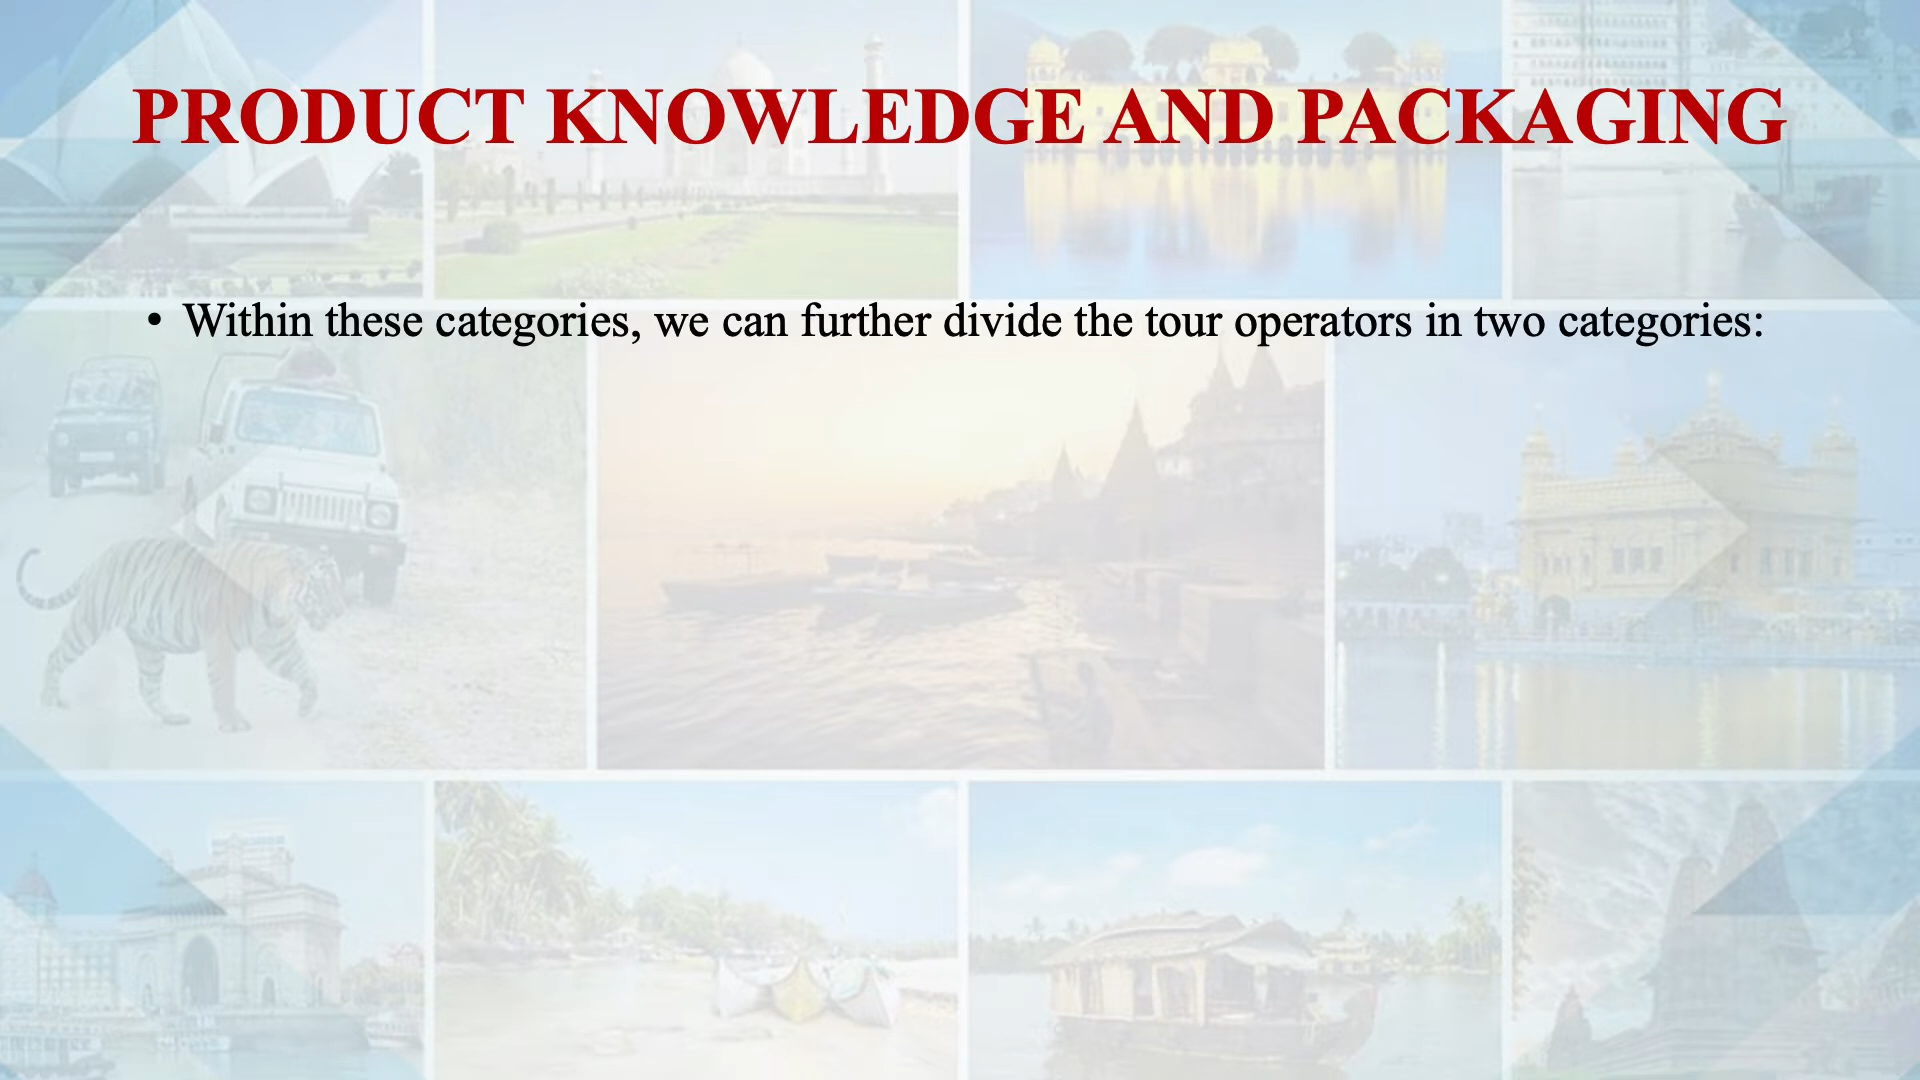 PRODUCT KNOWLEDGE AND PACKAGING
• Within these categories, we can further divide the tour operators in two categories: